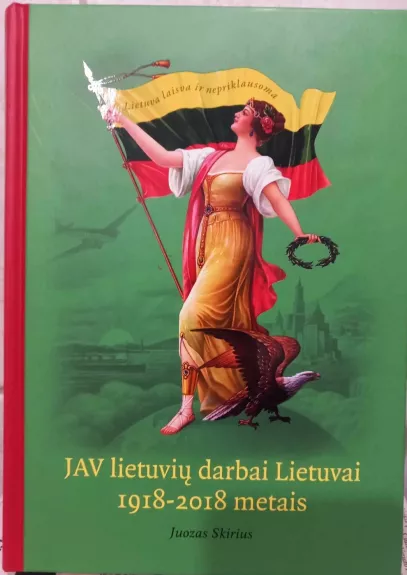 Lietuva laisva ir nepriklausoma
JAV lietuvių darbai Lietuvai
1918-2018 metais
Juozas Skirius